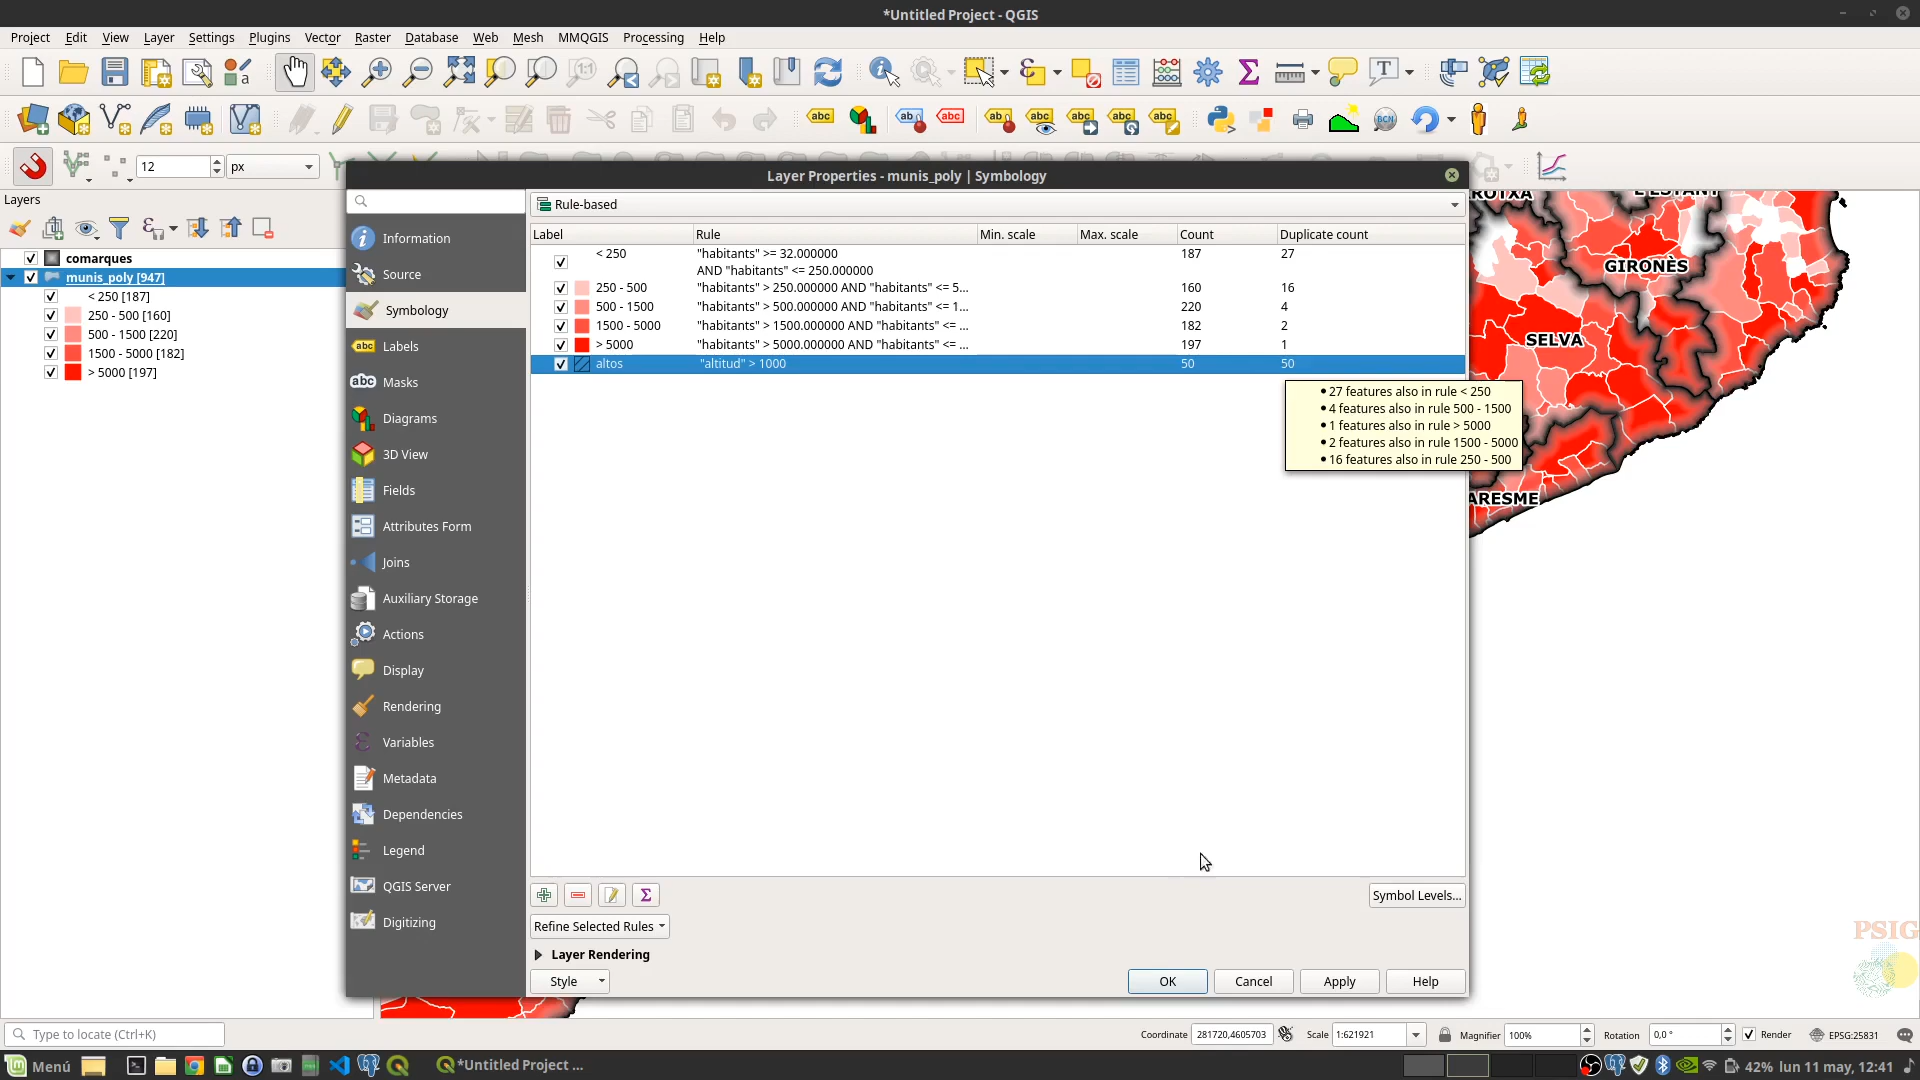 *Untitled Project - QGIS
Project Edit View Layer Settings Plugins Vector Raster Database Web Mesh MMQGIS Processing Help
12 px
Layers
comarques
munis_poly [947]
< 250 [187]
250 - 500 [160]
500 - 1500 [220]
1500 - 5000 [182]
> 5000 [197]
Layer Properties - munis_poly | Symbology
Information
Source
Symbology
Labels
Masks
Diagrams
3D View
Fields
Attributes Form
Joins
Auxiliary Storage
Actions
Display
Rendering
Variables
Metadata
Dependencies
Legend
QGIS Server
Digitizing
Rule-based
Label Rule Min. scale Max. scale Count Duplicate count
< 250 "habitants" >= 32.000000 187 27
AND "habitants" <= 250.000000
250 - 500 "habitants" > 250.000000 AND "habitants" <= 5... 160 16
500 - 1500 "habitants" > 500.000000 AND "habitants" <= 1... 220 4
1500 - 5000 "habitants" > 1500.000000 AND "habitants" <= ... 182 2
> 5000 "habitants" > 5000.000000 AND "habitants" <= ... 197 1
altos "altitud" > 1000 50 50
• 27 features also in rule < 250
• 4 features also in rule 500 - 1500
• 1 features also in rule > 5000
• 2 features also in rule 1500 - 5000
• 16 features also in rule 250 - 500
Symbol Levels...
Refine Selected Rules
Layer Rendering
Style OK Cancel Apply Help
GIRONÈS
SELVA
ARESME
PSIG
Type to locate (Ctrl+K) Coordinate 281720,4605703 Scale 1:621921 Magnifier 100% Rotation 0,0 ° Render EPSG:25831
Menú *Untitled Project ... 42% lun 11 may, 12:41